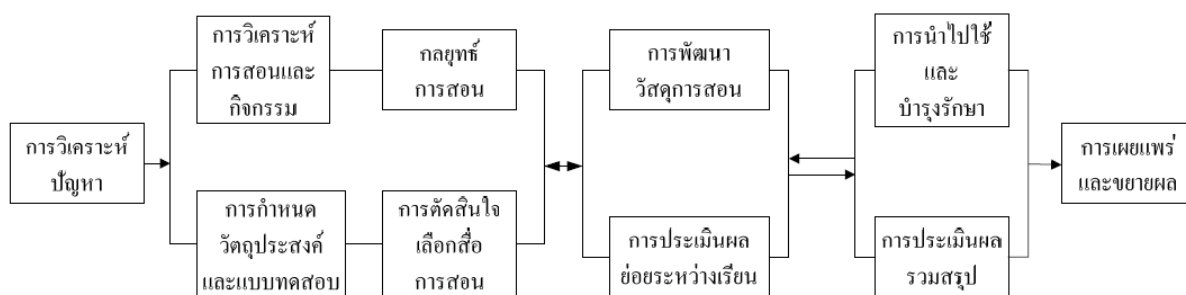 การวิเคราะห์
ปัญหา
การวิเคราะห์
การสอนและ
กิจกรรม
กลยุทธ์
การสอน
การกำหนด
วัตถุประสงค์
และแบบทดสอบ
การตัดสินใจ
เลือกสื่อ
การสอน
การพัฒนา
วัสดุการสอน
การประเมินผล
ย่อยระหว่างเรียน
การนำไปใช้
และ
บำรุงรักษา
การประเมินผล
รวมสรุป
การเผยแพร่
และขยายผล